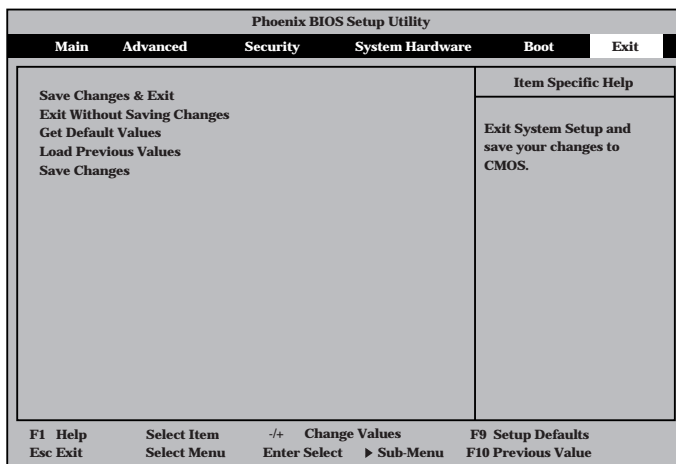 Phoenix BIOS Setup Utility
Main Advanced Security System Hardware Boot Exit
Save Changes & Exit
Exit Without Saving Changes
Get Default Values
Load Previous Values
Save Changes
Item Specific Help
Exit System Setup and
save your changes to
CMOS.
F1 Help Select Item -/+ Change Values F9 Setup Defaults
Esc Exit Select Menu Enter Select ▶ Sub-Menu F10 Previous Value